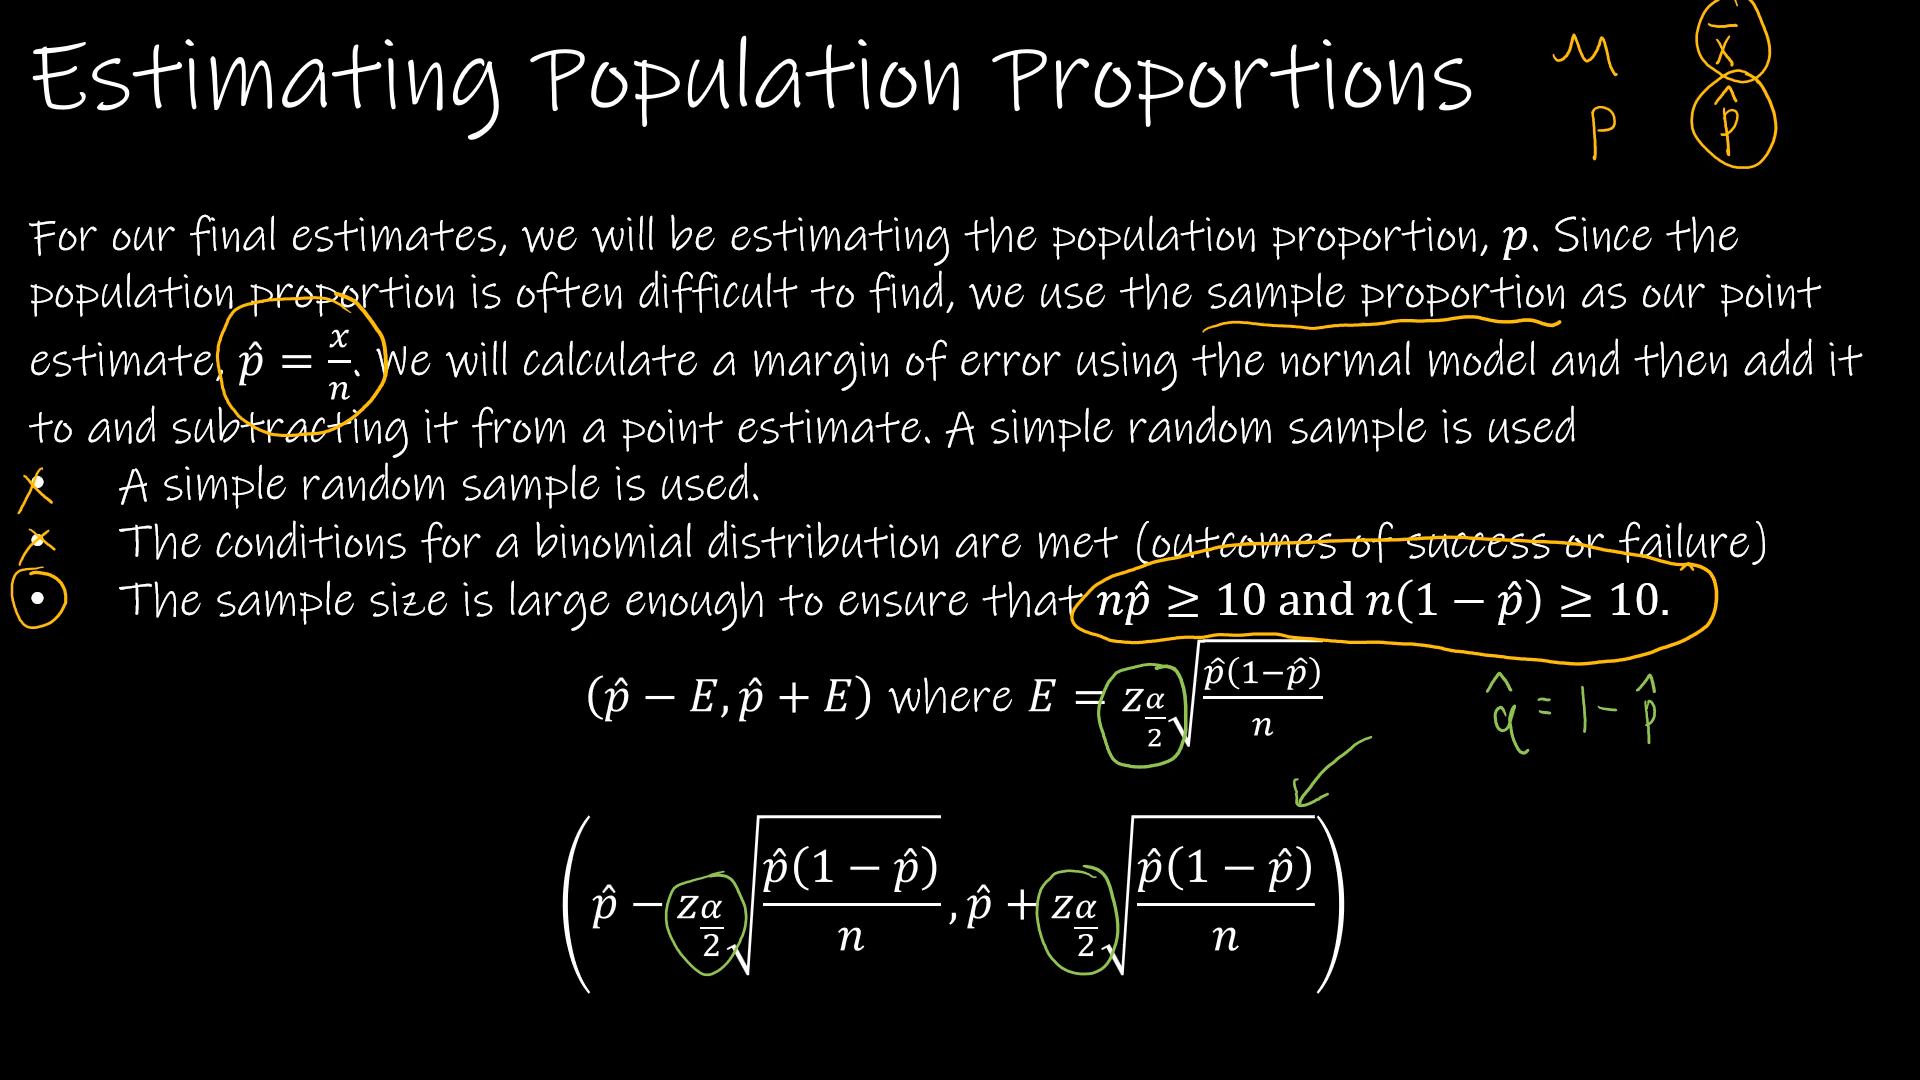 Estimating Population Proportions
μ x̄
p p̂
For our final estimates, we will be estimating the population proportion, p. Since the
population proportion is often difficult to find, we use the sample proportion as our point
estimate, p̂ = x/n. We will calculate a margin of error using the normal model and then add it
to and subtracting it from a point estimate. A simple random sample is used
• A simple random sample is used.
• The conditions for a binomial distribution are met (outcomes of success or failure)
• The sample size is large enough to ensure that np̂ ≥ 10 and n(1 − p̂) ≥ 10.
(p̂ − E, p̂ + E) where E = z_{α/2} √(p̂(1−p̂)/n)
q̂ = 1 − p̂
(p̂ − z_{α/2} √(p̂(1 − p̂)/n), p̂ + z_{α/2} √(p̂(1 − p̂)/n))